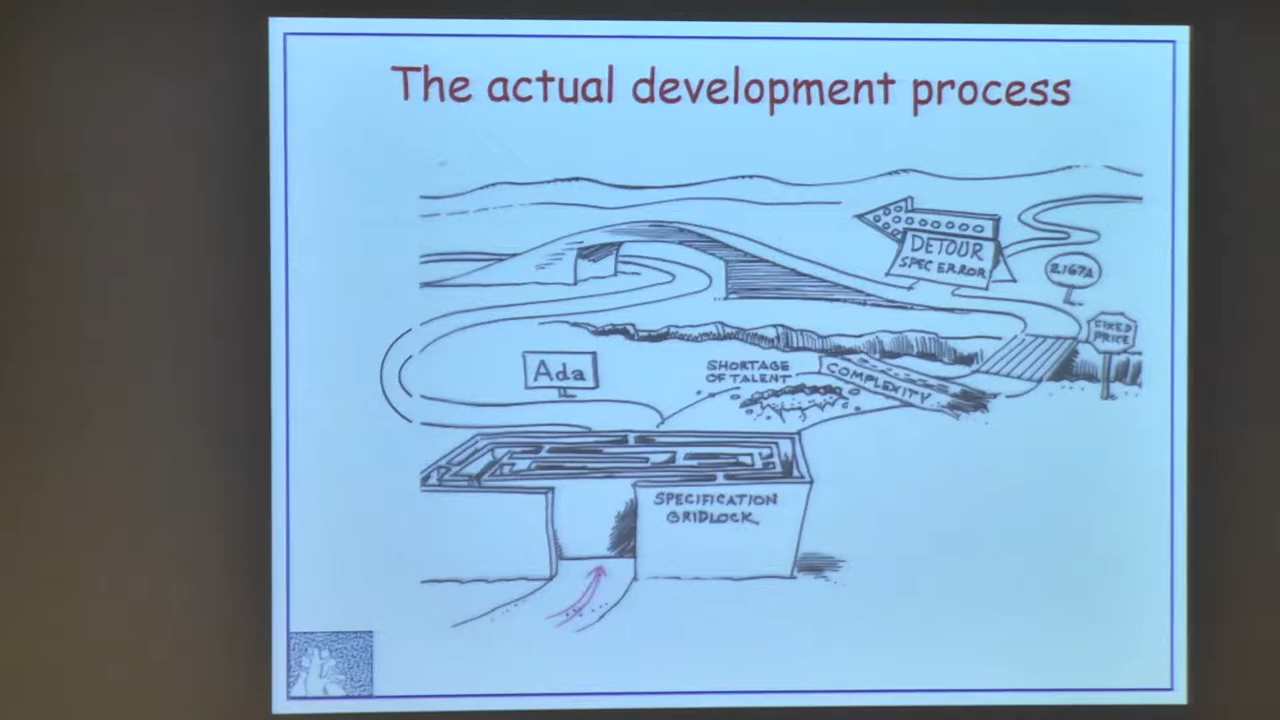 The actual development process
DETOUR
SPEC ERROR
2167A
FIXED
PRICE
SHORTAGE
OF TALENT
COMPLEXITY
Ada
SPECIFICATION
GRIDLOCK